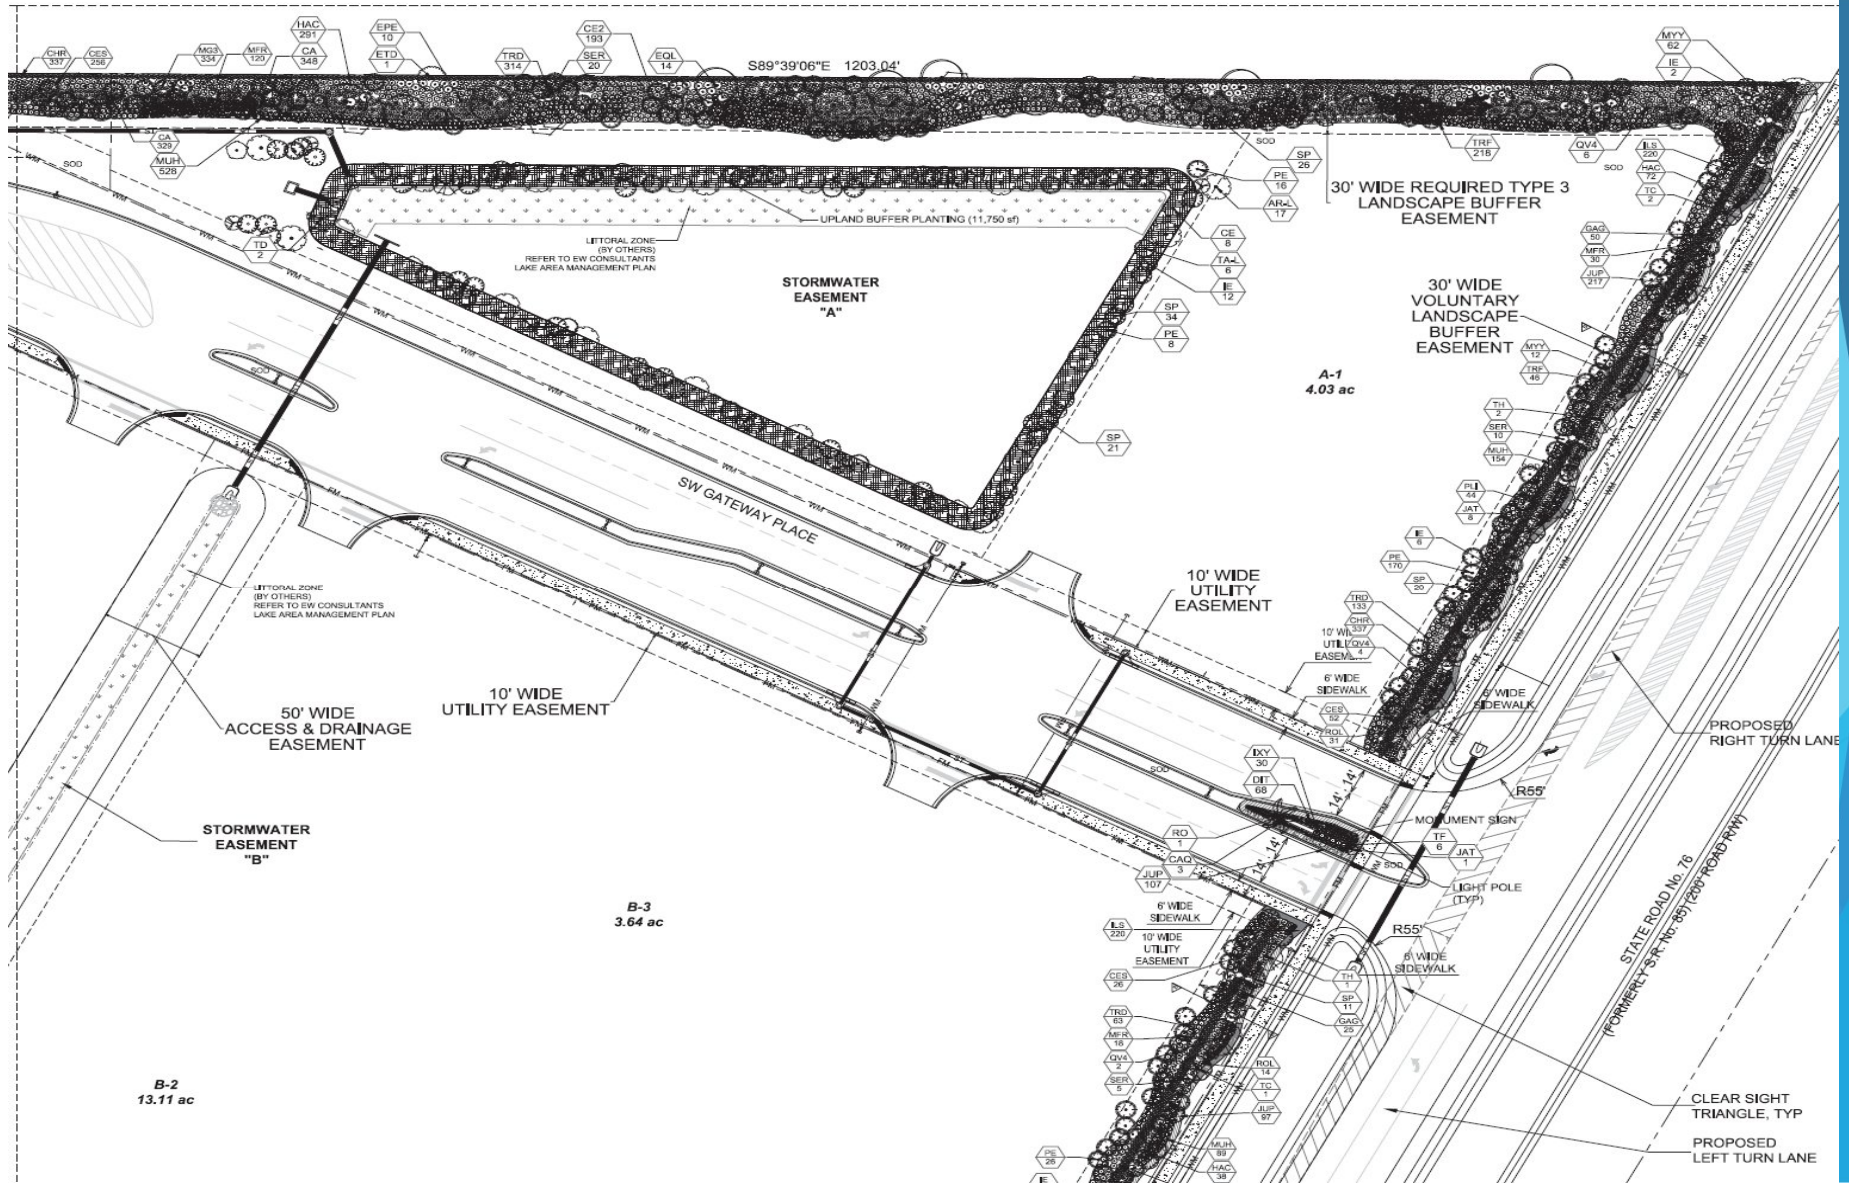 HAC
291
CA
348
EPE
10
ETD
1
CHR
337
CES
256
MG3
334
MFR
120
TRD
314
CE2
193
SER
20
EQL
14
S89°39'06"E 1203.04'
MYY
62
IE
2
CA
329
MUH
528
SOD
WM
WM
SOD
SP
26
PE
16
AR-L
17
TRF
218
QV4
6
SOD
ILS
220
HAC
72
TC
2
30' WIDE REQUIRED TYPE 3
LANDSCAPE BUFFER
EASEMENT
UPLAND BUFFER PLANTING (11,750 sf)
LITTORAL ZONE
(BY OTHERS)
REFER TO EW CONSULTANTS
LAKE AREA MANAGEMENT PLAN
TD
2
CE
8
TA-L
6
IE
12
GAG
50
MFR
30
JUP
217
STORMWATER
EASEMENT
"A"
30' WIDE
VOLUNTARY
LANDSCAPE
BUFFER
EASEMENT
SP
34
PE
8
MYY
12
TRF
46
A-1
4.03 ac
SOD
TH
2
SER
10
MUH
154
SP
21
PLI
44
JAT
8
SW GATEWAY PLACE
IE
6
PE
170
SP
20
LITTORAL ZONE
(BY OTHERS)
REFER TO EW CONSULTANTS
LAKE AREA MANAGEMENT PLAN
10' WIDE
UTILITY
EASEMENT
TRD
133
CHR
337
QV4
4
6' WIDE
SIDEWALK
CES
52
ROL
31
6' WIDE
SIDEWALK
10' WIDE
UTILITY EASEMENT
50' WIDE
ACCESS & DRAINAGE
EASEMENT
PROPOSED
RIGHT TURN LANE
IXY
30
DIT
68
SOD
14'
14'
R55'
MONUMENT SIGN
STORMWATER
EASEMENT
"B"
RO
1
CAQ
3
JUP
107
14'
14'
TF
6
JAT
1
SOD
LIGHT POLE
(TYP)
STATE ROAD No. 76
(FORMERLY S.R. No. 85) (200' ROAD R/W)
B-3
3.64 ac
6' WIDE
SIDEWALK
R55'
ILS
220
10' WIDE
UTILITY
EASEMENT
6' WIDE
SIDEWALK
CES
26
TH
1
SP
11
GAG
25
TRD
63
MFR
18
QV4
2
SER
5
ROL
14
TC
1
JUP
97
B-2
13.11 ac
CLEAR SIGHT
TRIANGLE, TYP
PROPOSED
LEFT TURN LANE
PE
26
IE
MUH
89
HAC
38